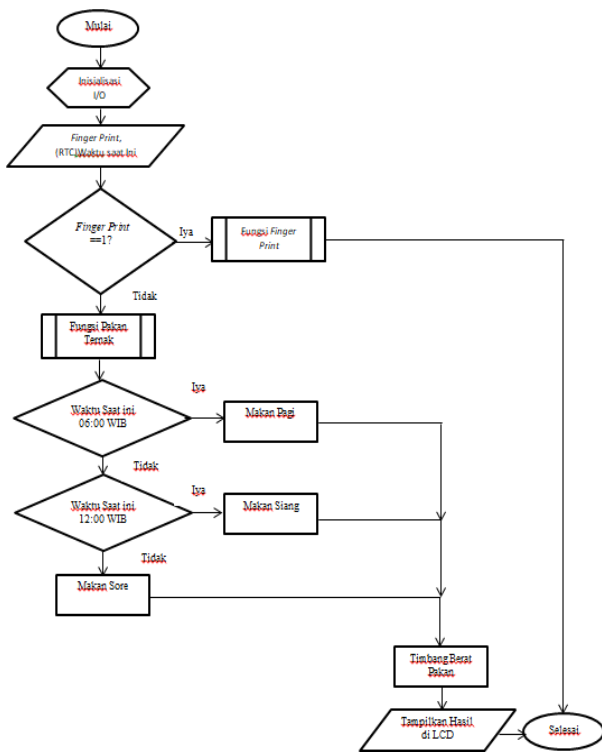 Mulai
Inisialisasi
I/O
Finger Print,
(RTC)Waktu saat Ini
Finger Print
==1?
Iya
Fungsi Finger
Print
Tidak
Fungsi Pakan
Ternak
Waktu Saat ini
06:00 WIB
Iya
Makan Pagi
Tidak
Waktu Saat ini
12:00 WIB
Iya
Makan Siang
Tidak
Makan Sore
Timbang Berat
Pakan
Tampilkan Hasil
di LCD
Selesai